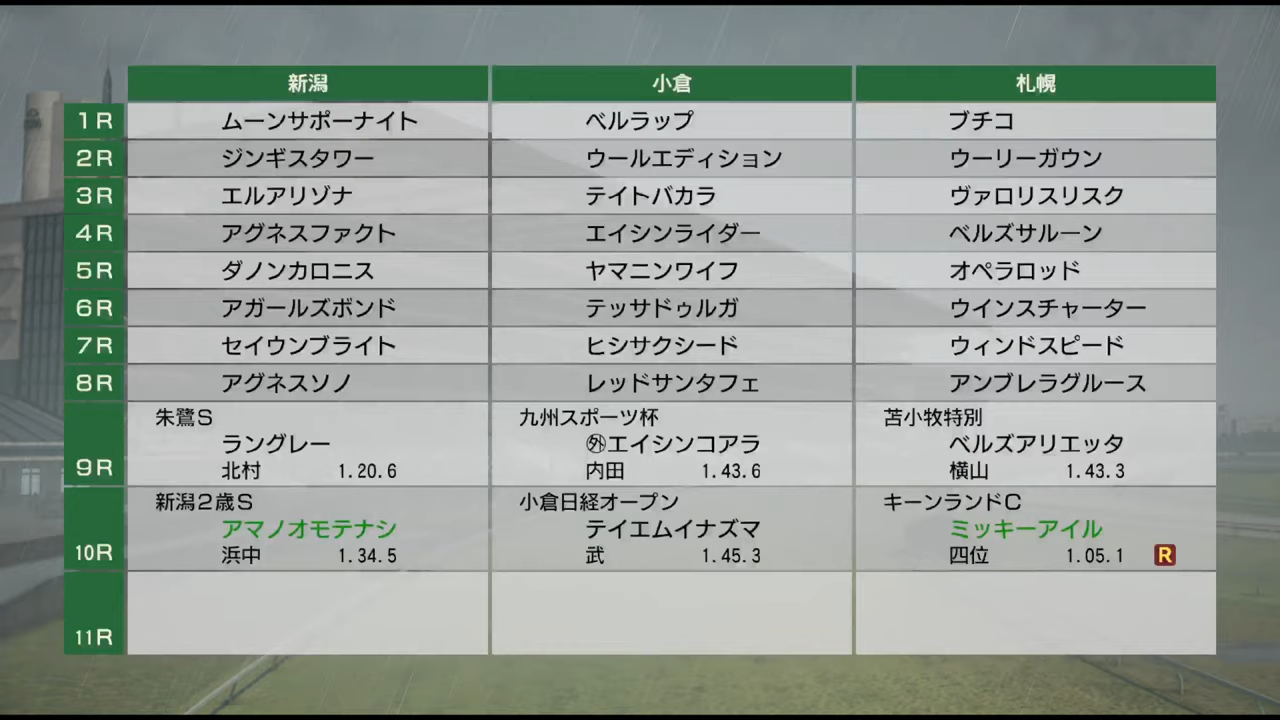 新潟 小倉 札幌
1R ムーンサポーナイト ベルラップ ブチコ
2R ジンギスタワー ウールエディション ウーリーガウン
3R エルアリゾナ テイトバカラ ヴァロリスリスク
4R アグネスファクト エイシンライダー ベルズサルーン
5R ダノンカロニス ヤマニンワイフ オペラロッド
6R アガールズボンド テッサドゥルガ ウインスチャーター
7R セイウンブライト ヒシサクシード ウィンドスピード
8R アグネスソノ レッドサンタフェ アンブレラグルース
朱鷺S 九州スポーツ杯 苫小牧特別
ラングレー ㊕エイシンコアラ ベルズアリエッタ
9R 北村 1.20.6 内田 1.43.6 横山 1.43.3
新潟2歳S 小倉日経オープン キーンランドC
アマノオモテナシ テイエムイナズマ ミッキーアイル
10R 浜中 1.34.5 武 1.45.3 四位 1.05.1 R
11R